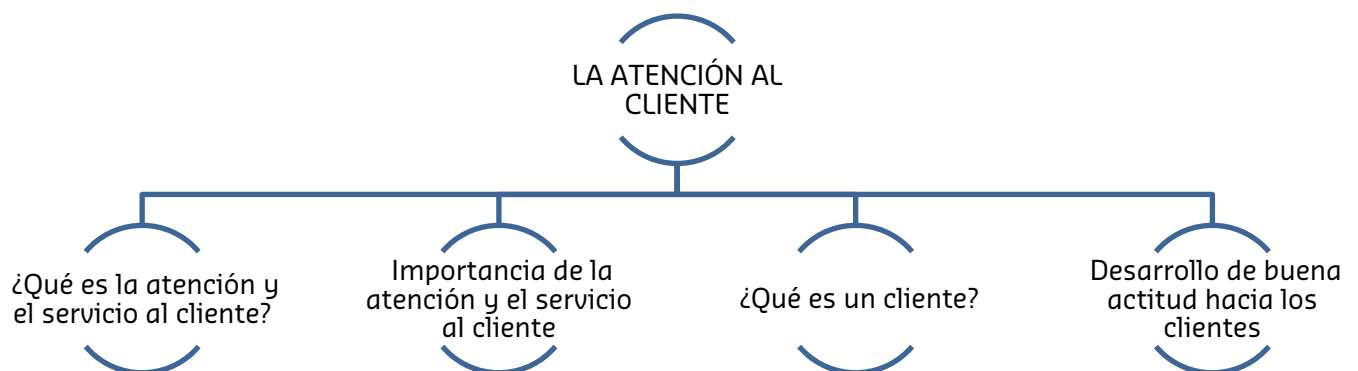 LA ATENCIÓN AL
CLIENTE
¿Qué es la atención y
el servicio al cliente?
Importancia de la
atención y el servicio
al cliente
¿Qué es un cliente?
Desarrollo de buena
actitud hacia los
clientes